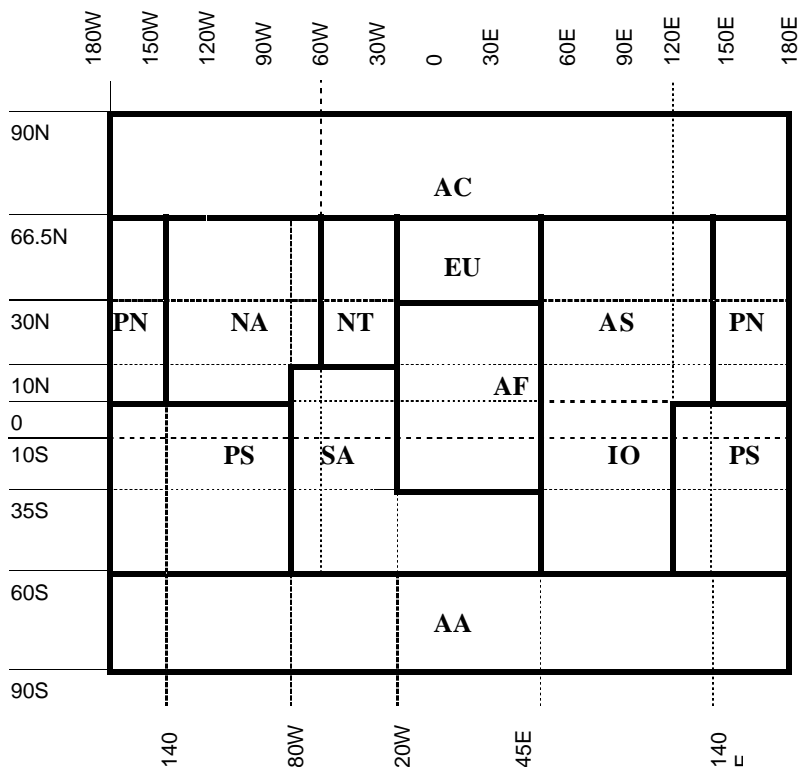 180W 150W 120W 90W 60W 30W 0 30E 60E 90E 120E 150E 180E
90N
AC
66.5N
EU
30N
PN NA NT AS PN
10N
AF
0
10S
PS SA IO PS
35S
60S
AA
90S
140 80W 20W 45E 140
E